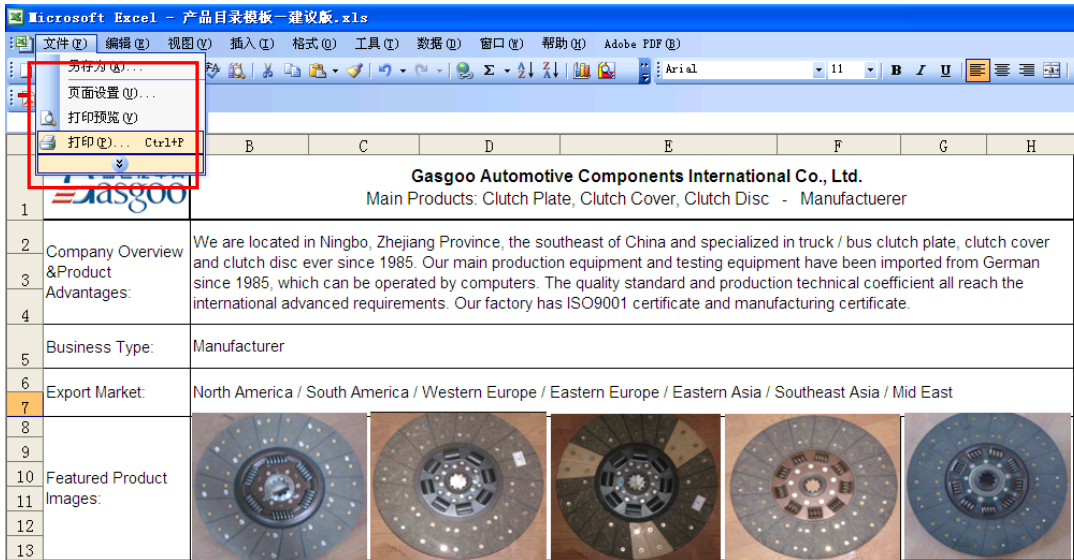 Microsoft Excel - 产品目录模板—建议版.xls
文件(F) 编辑(E) 视图(V) 插入(I) 格式(O) 工具(T) 数据(D) 窗口(W) 帮助(H) Adobe PDF(B)
另存为(A)...
Arial 11 B I U
页面设置(U)...
打印预览(V)
打印(P)... Ctrl+P
B C D E F G H
Gasgoo
1
Gasgoo Automotive Components International Co., Ltd.
Main Products: Clutch Plate, Clutch Cover, Clutch Disc - Manufactuerer
2
3
4
Company Overview
&Product
Advantages:
We are located in Ningbo, Zhejiang Province, the southeast of China and specialized in truck / bus clutch plate, clutch cover
and clutch disc ever since 1985. Our main production equipment and testing equipment have been imported from German
since 1985, which can be operated by computers. The quality standard and production technical coefficient all reach the
international advanced requirements. Our factory has ISO9001 certificate and manufacturing certificate.
5
Business Type: Manufacturer
6
7
Export Market: North America / South America / Western Europe / Eastern Europe / Eastern Asia / Southeast Asia / Mid East
8
9
10
11
12
13
Featured Product
Images: